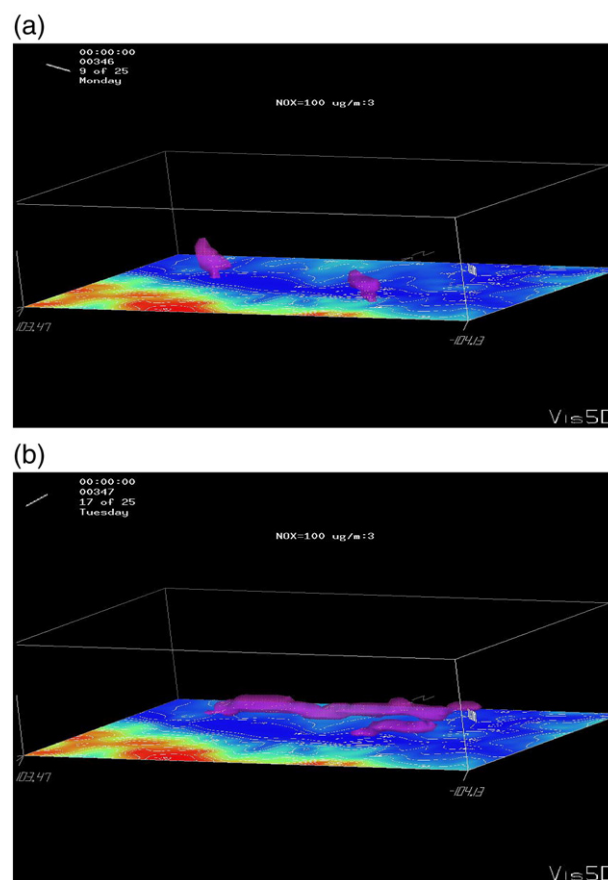 (a)
00:00:00
00346
9 of 25
Monday
NOX=100 ug/m:3
103.47
-104.13
Vis5D
(b)
00:00:00
00347
17 of 25
Tuesday
NOX=100 ug/m:3
103.47
-104.13
Vis5D